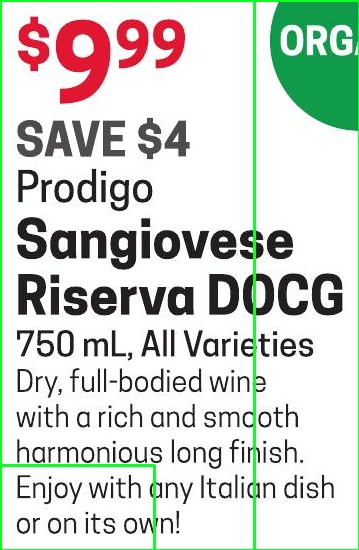 $9.99
ORGA
SAVE $4
Prodigo
Sangiovese
Riserva DOCG
750 mL, All Varieties
Dry, full-bodied wine
with a rich and smooth
harmonious long finish.
Enjoy with any Italian dish
or on its own!